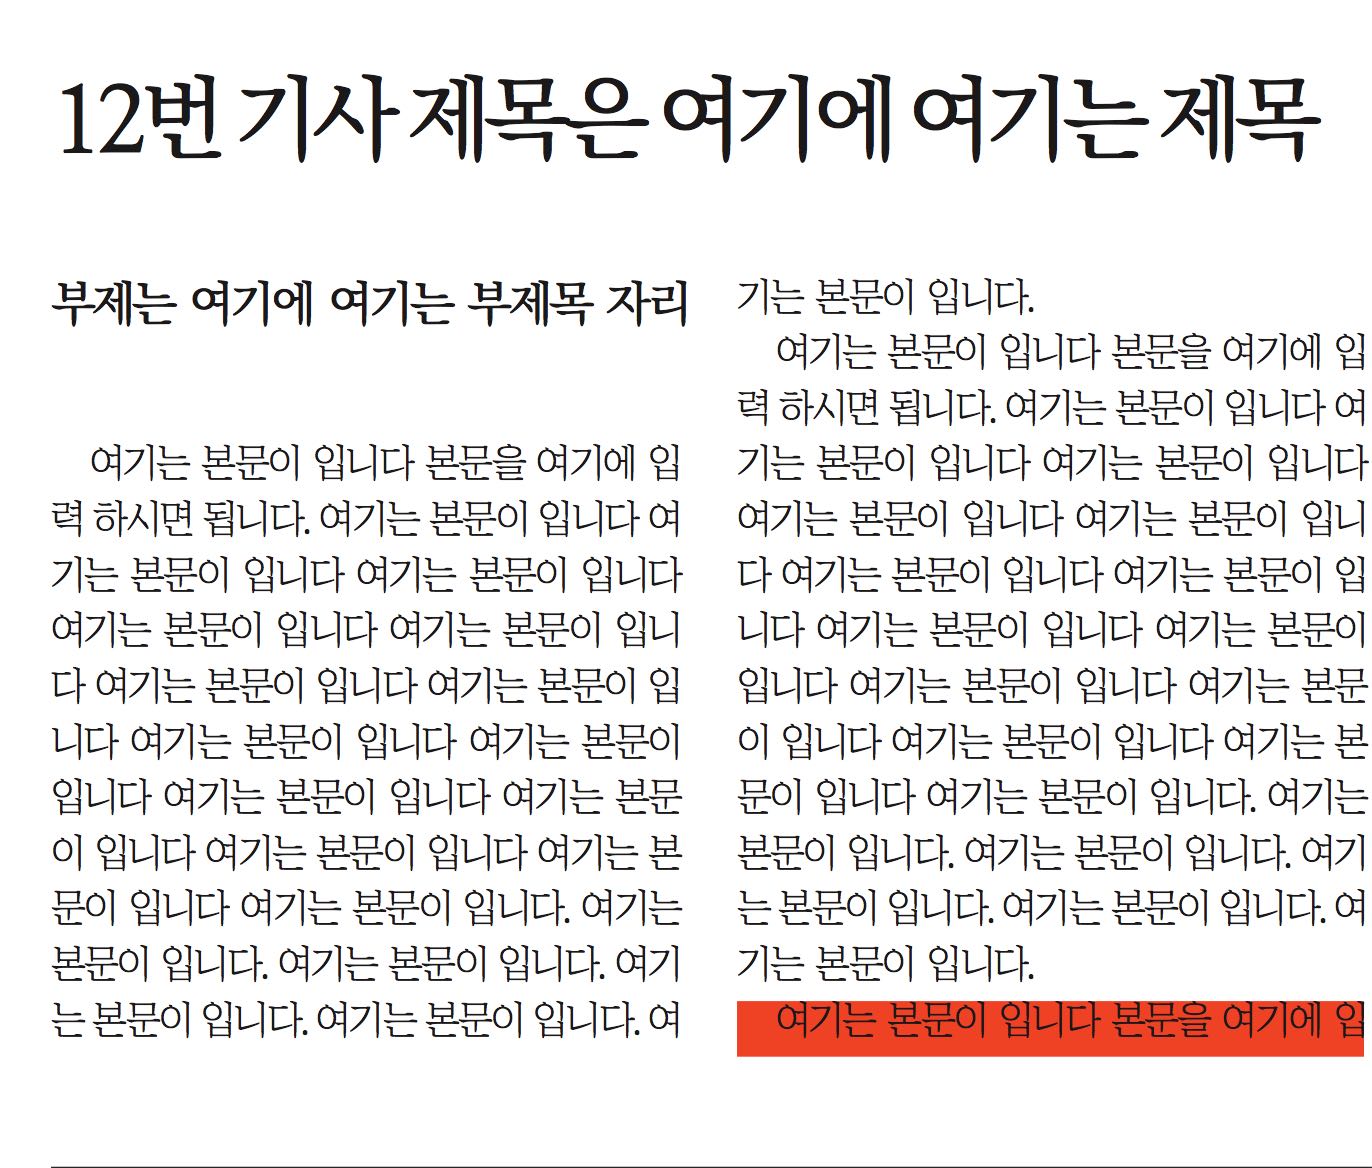 12번 기사 제목은 여기에 여기는 제목
부제는 여기에 여기는 부제목 자리
여기는 본문이 입니다 본문을 여기에 입
력 하시면 됩니다. 여기는 본문이 입니다 여
기는 본문이 입니다 여기는 본문이 입니다
여기는 본문이 입니다 여기는 본문이 입니
다 여기는 본문이 입니다 여기는 본문이 입
니다 여기는 본문이 입니다 여기는 본문이
입니다 여기는 본문이 입니다 여기는 본문
이 입니다 여기는 본문이 입니다 여기는 본
문이 입니다 여기는 본문이 입니다. 여기는
본문이 입니다. 여기는 본문이 입니다. 여기
는 본문이 입니다. 여기는 본문이 입니다. 여
기는 본문이 입니다.
여기는 본문이 입니다 본문을 여기에 입
력 하시면 됩니다. 여기는 본문이 입니다 여
기는 본문이 입니다 여기는 본문이 입니다
여기는 본문이 입니다 여기는 본문이 입니
다 여기는 본문이 입니다 여기는 본문이 입
니다 여기는 본문이 입니다 여기는 본문이
입니다 여기는 본문이 입니다 여기는 본문
이 입니다 여기는 본문이 입니다 여기는 본
문이 입니다 여기는 본문이 입니다. 여기는
본문이 입니다. 여기는 본문이 입니다. 여기
는 본문이 입니다. 여기는 본문이 입니다. 여
기는 본문이 입니다.
여기는 본문이 입니다 본문을 여기에 입